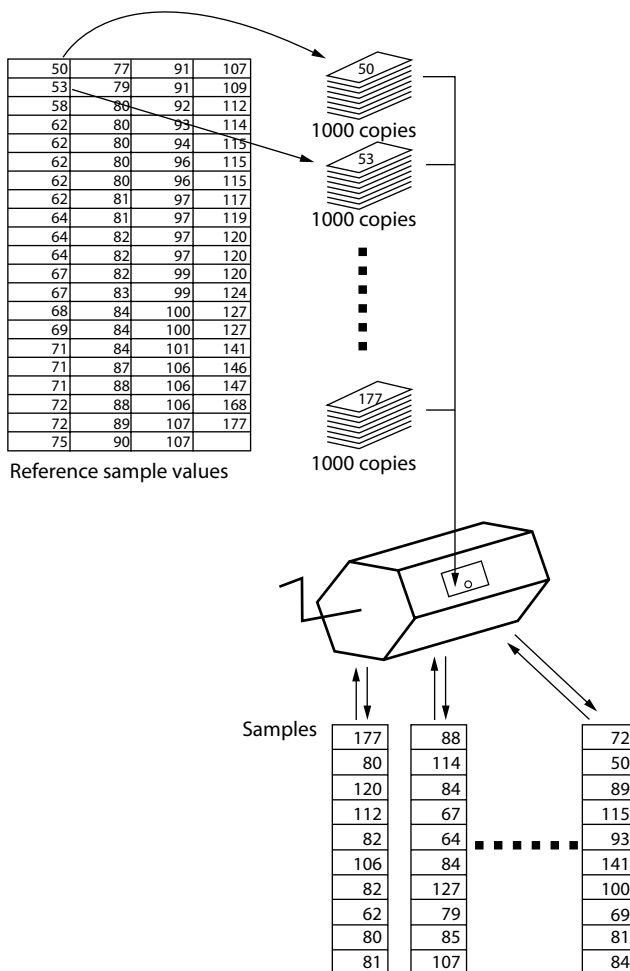 50 77 91 107
53 79 91 109
58 80 92 112
62 80 93 114
62 80 94 115
62 80 96 115
62 80 96 115
62 81 97 117
64 81 97 119
64 82 97 120
64 82 97 120
67 82 99 120
67 83 99 124
68 84 100 127
69 84 100 127
71 84 101 141
71 87 106 146
71 88 106 147
72 88 106 168
72 89 107 177
75 90 107
Reference sample values
50
1000 copies
53
1000 copies
177
1000 copies
Samples
177 88 72
80 114 50
120 84 89
112 67 115
82 64 93
106 84 141
82 127 100
62 79 69
80 85 81
81 107 84